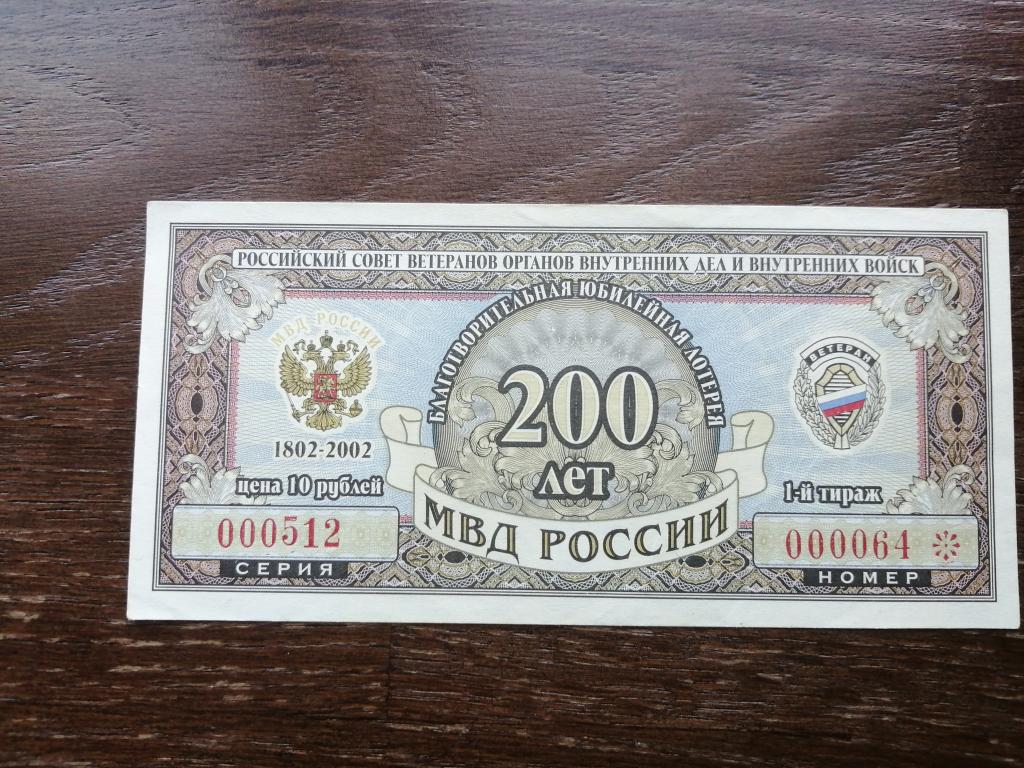 РОССИЙСКИЙ СОВЕТ ВЕТЕРАНОВ ОРГАНОВ ВНУТРЕННИХ ДЕЛ И ВНУТРЕННИХ ВОЙСК
БЛАГОТВОРИТЕЛЬНАЯ ЮБИЛЕЙНАЯ ЛОТЕРЕЯ
МВД РОССИИ
ВЕТЕРАН
200
лет
1802-2002
цена 10 рублей
1-й тираж
МВД РОССИИ
000512
000064 *
СЕРИЯ
НОМЕР